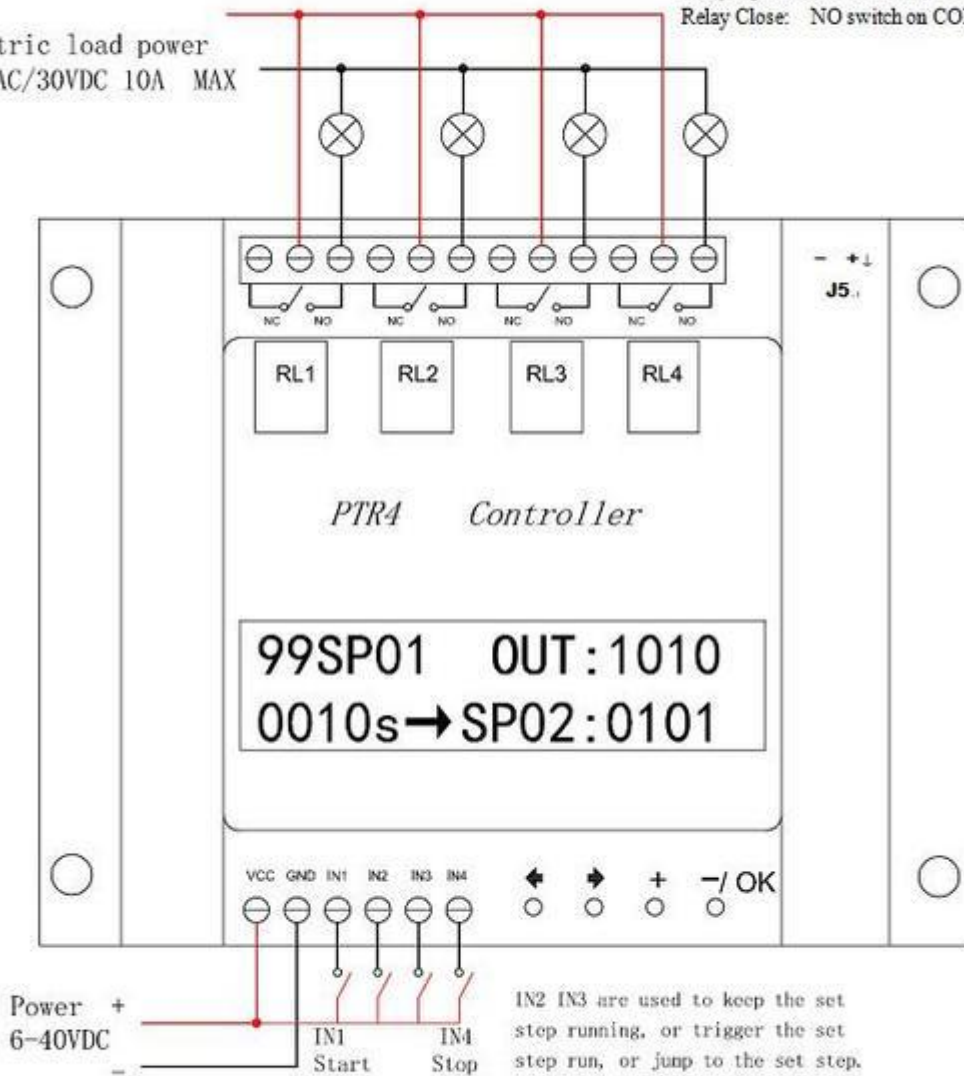 Relay Close: NO switch on
load power
AC/30VDC 10A MAX
- +↓
J5
NC NO NC NO NC NO NC NO
RL1 RL2 RL3 RL4
PTR4 Controller
99SP01 OUT:1010
0010s→SP02:0101
VCC GND IN1 IN2 IN3 IN4 ← → + −/ OK
Power +
6-40VDC
−
IN1 IN4
Start Stop
IN2 IN3 are used to keep the set
step running, or trigger the set
step run, or jump to the set step.